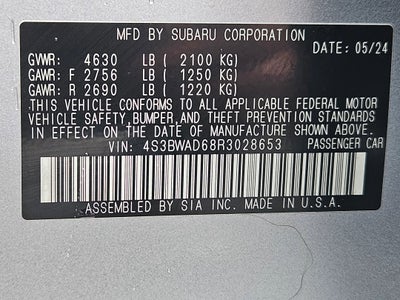 MFD BY SUBARU CORPORATION
DATE: 05/24
GVWR: 4630 LB ( 2100 KG)
GAWR: F 2756 LB ( 1250 KG)
GAWR: R 2690 LB ( 1220 KG)
THIS VEHICLE CONFORMS TO ALL APPLICABLE FEDERAL MOTOR
VEHICLE SAFETY, BUMPER, AND THEFT PREVENTION STANDARDS
IN EFFECT ON THE DATE OF MANUFACTURE SHOWN ABOVE.
VIN: 4S3BWAD68R3028653 PASSENGER CAR
ASSEMBLED BY SIA INC. MADE IN U.S.A.